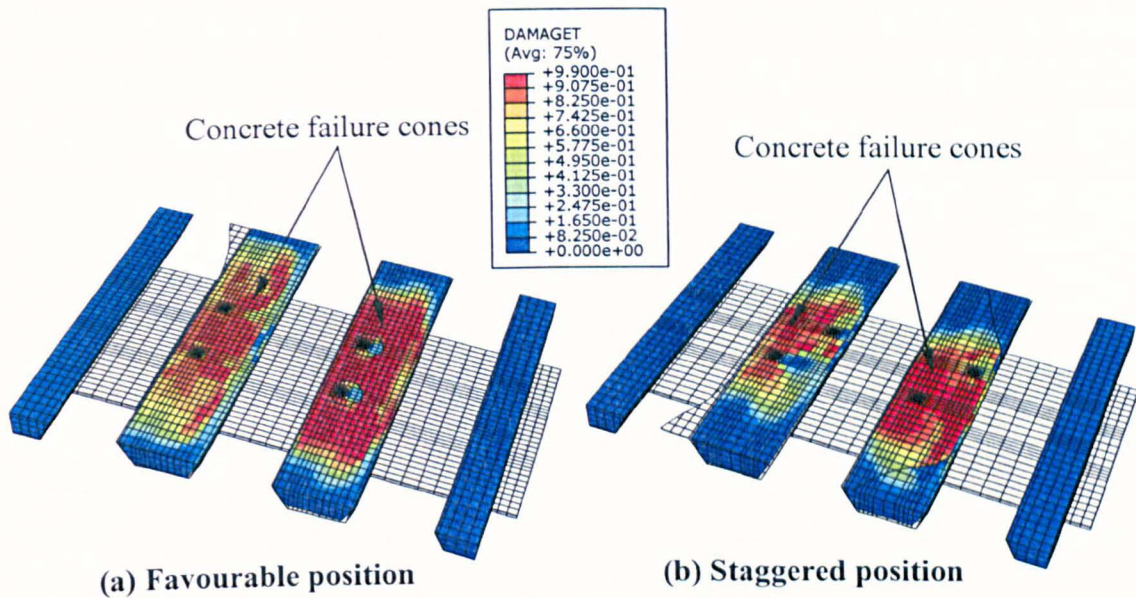 DAMAGET
(Avg: 75%)
+9.900e-01
+9.075e-01
+8.250e-01
+7.425e-01
+6.600e-01
+5.775e-01
+4.950e-01
+4.125e-01
+3.300e-01
+2.475e-01
+1.650e-01
+8.250e-02
+0.000e+00
Concrete failure cones
Concrete failure cones
(a) Favourable position
(b) Staggered position